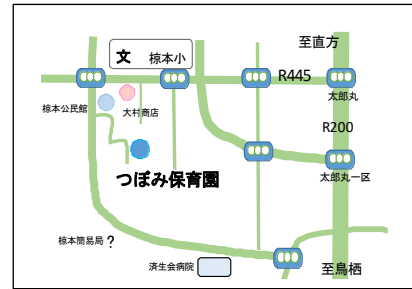 至直方
文 椋本小
R445
太郎丸
椋本公民館
大村商店
R200
つぼみ保育園
太郎丸一区
椋本簡易局?
済生会病院
至鳥栖